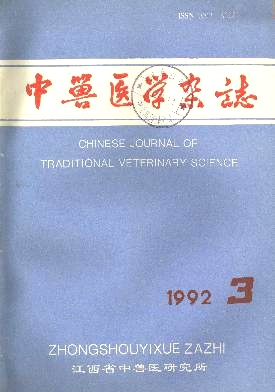 ISSN
中兽医学杂志
CHINESE JOURNAL OF
TRADITIONAL VETERINARY SCIENCE
1992 3
ZHONGSHOUYIXUE ZAZHI
江西省中兽医研究所